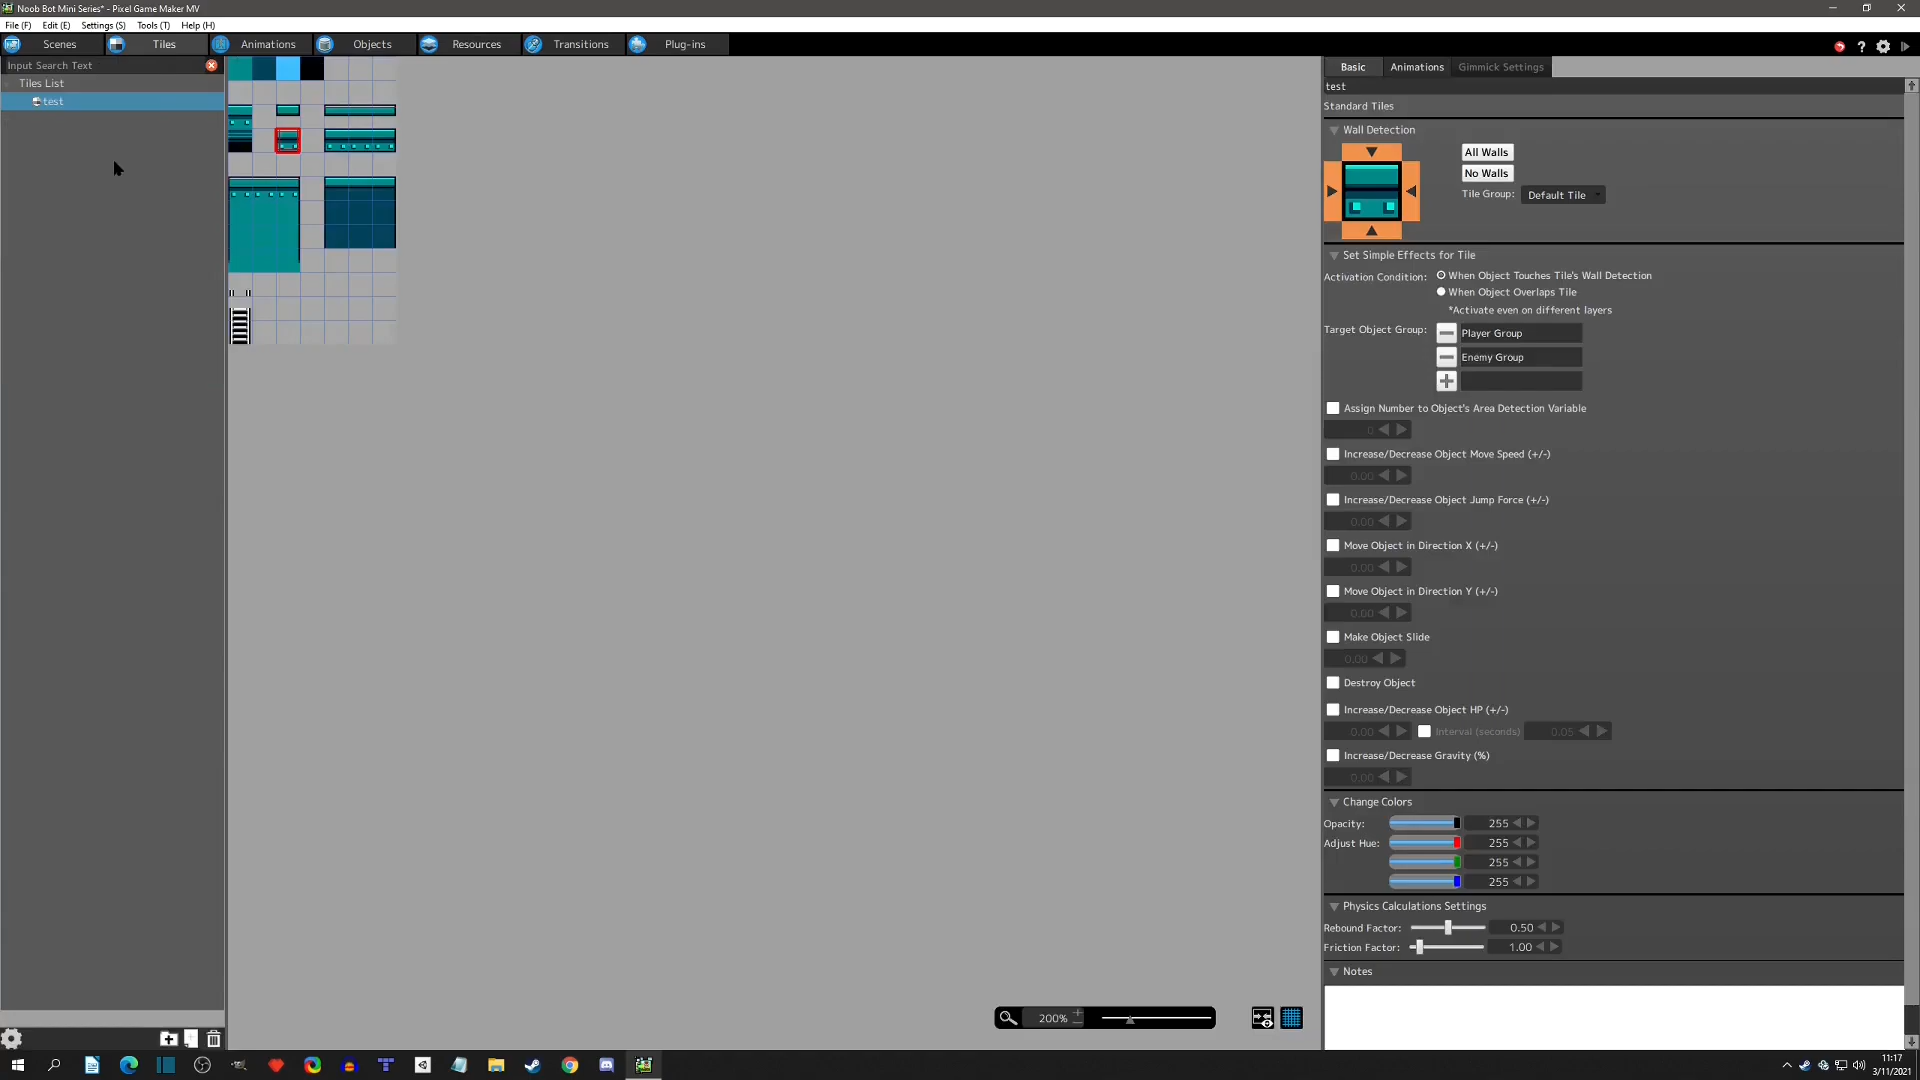 Noob Bot Mini Series* - Pixel Game Maker MV
File (F) Edit (E) Settings (S) Tools (T) Help (H)
Scenes Tiles Animations Objects Resources Transitions Plug-ins
Input Search Text
Tiles List
test
Basic Animations Gimmick Settings
test
Standard Tiles
Wall Detection
All Walls
No Walls
Tile Group: Default Tile
Set Simple Effects for Tile
Activation Condition: When Object Touches Tile's Wall Detection
When Object Overlaps Tile
*Activate even on different layers
Target Object Group: Player Group
Enemy Group
Assign Number to Object's Area Detection Variable
0
Increase/Decrease Object Move Speed (+/-)
0.00
Increase/Decrease Object Jump Force (+/-)
0.00
Move Object in Direction X (+/-)
0.00
Move Object in Direction Y (+/-)
0.00
Make Object Slide
0.00
Destroy Object
Increase/Decrease Object HP (+/-)
0.00 Interval (seconds) 0.05
Increase/Decrease Gravity (%)
0.00
Change Colors
Opacity: 255
Adjust Hue: 255
255
255
Physics Calculations Settings
Rebound Factor: 0.50
Friction Factor: 1.00
Notes
200%
11:17
3/11/2021